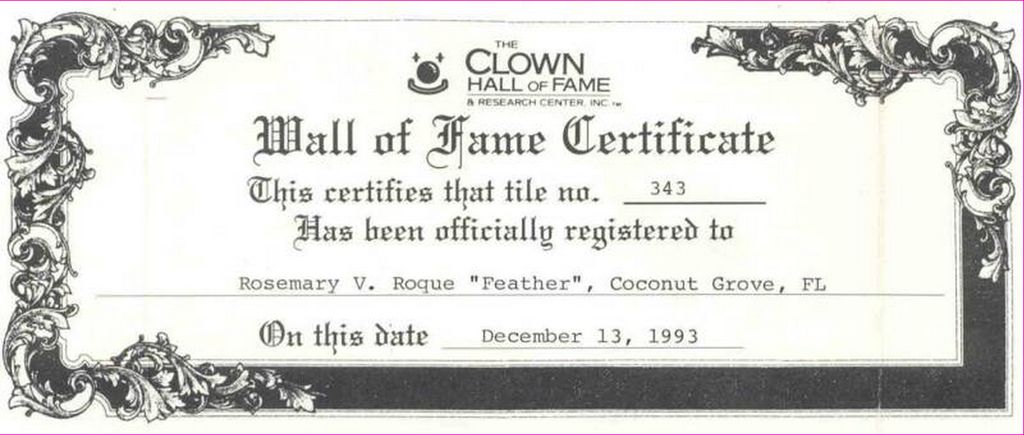 THE
CLOWN
HALL OF FAME
& RESEARCH CENTER, INC.™
Wall of Fame Certificate
This certifies that tile no. 343
Has been officially registered to
Rosemary V. Roque "Feather", Coconut Grove, FL
On this date December 13, 1993